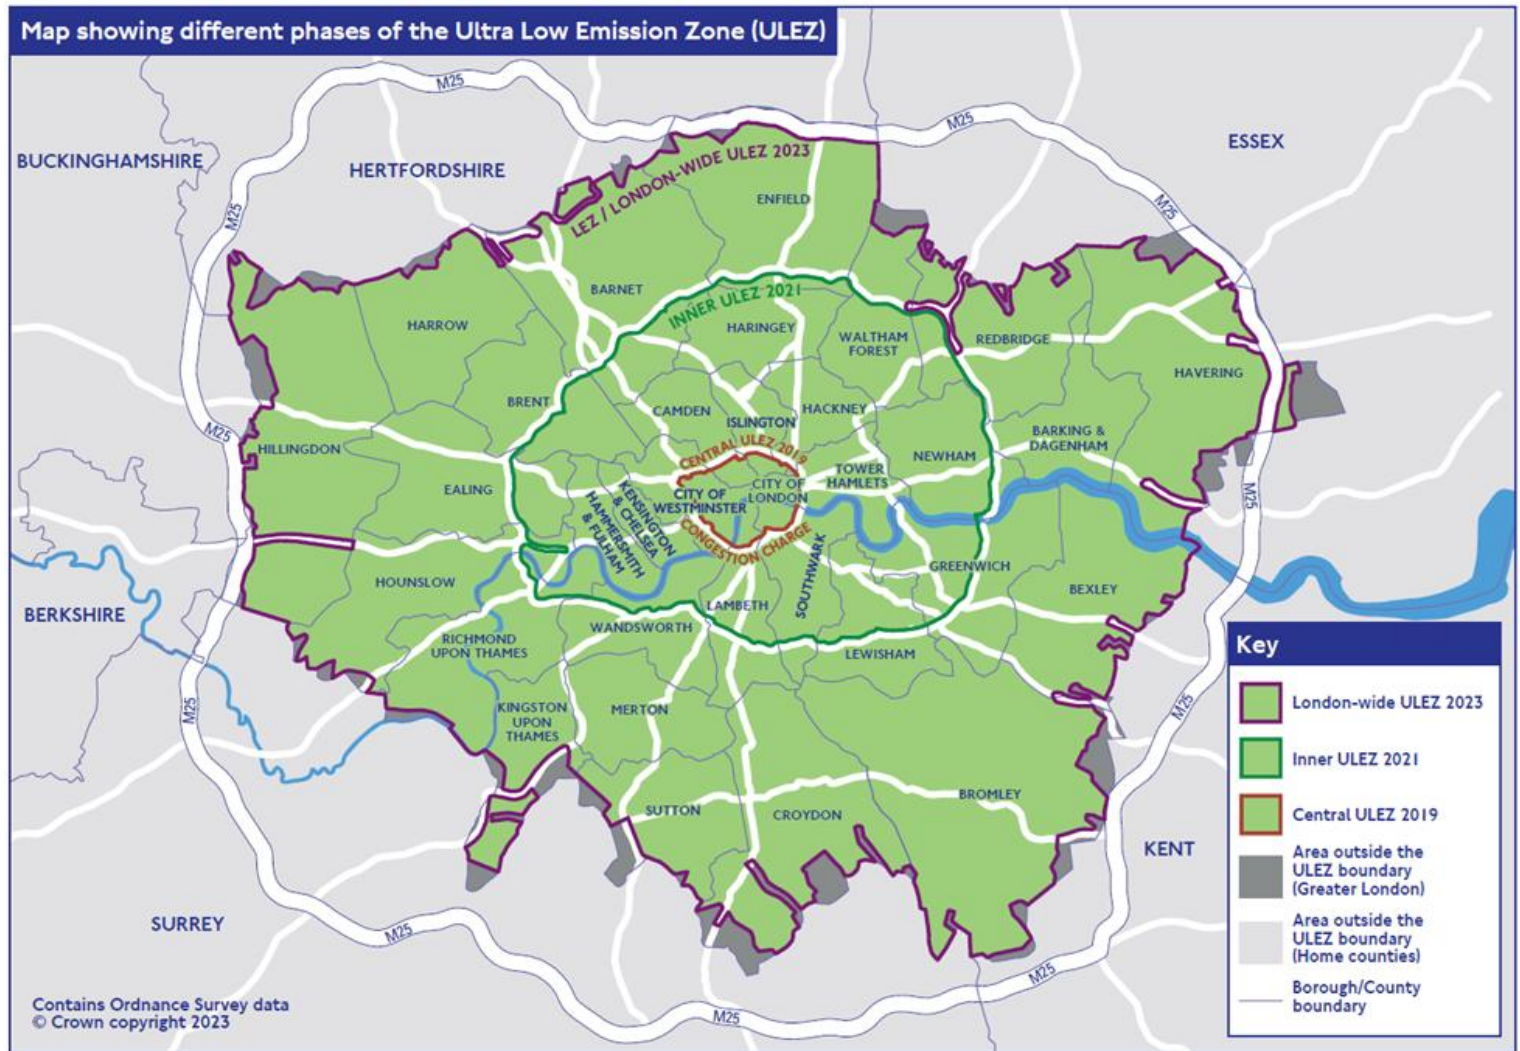 Map showing different phases of the Ultra Low Emission Zone (ULEZ)
M25
M25
ESSEX
BUCKINGHAMSHIRE
HERTFORDSHIRE
LEZ / LONDON-WIDE ULEZ 2023
ENFIELD
M25
M25
BARNET
INNER ULEZ 2021
HARROW
HARINGEY
WALTHAM
FOREST
REDBRIDGE
HAVERING
BRENT
CAMDEN
ISLINGTON
HACKNEY
M25
HILLINGDON
CENTRAL ULEZ 2019
BARKING &
DAGENHAM
NEWHAM
EALING
TOWER
HAMLETS
CITY OF
LONDON
CITY OF
WESTMINSTER
M25
KENSINGTON
& CHELSEA
HAMMERSMITH
& FULHAM
CONGESTION CHARGE
SOUTHWARK
GREENWICH
HOUNSLOW
BEXLEY
BERKSHIRE
LAMBETH
WANDSWORTH
RICHMOND
UPON THAMES
LEWISHAM
M25
KINGSTON
UPON
THAMES
MERTON
M25
SUTTON
CROYDON
BROMLEY
KENT
SURREY
M25
M25
M25
Key
London-wide ULEZ 2023
Inner ULEZ 2021
Central ULEZ 2019
Area outside the
ULEZ boundary
(Greater London)
Area outside the
ULEZ boundary
(Home counties)
Borough/County
boundary
Contains Ordnance Survey data
© Crown copyright 2023